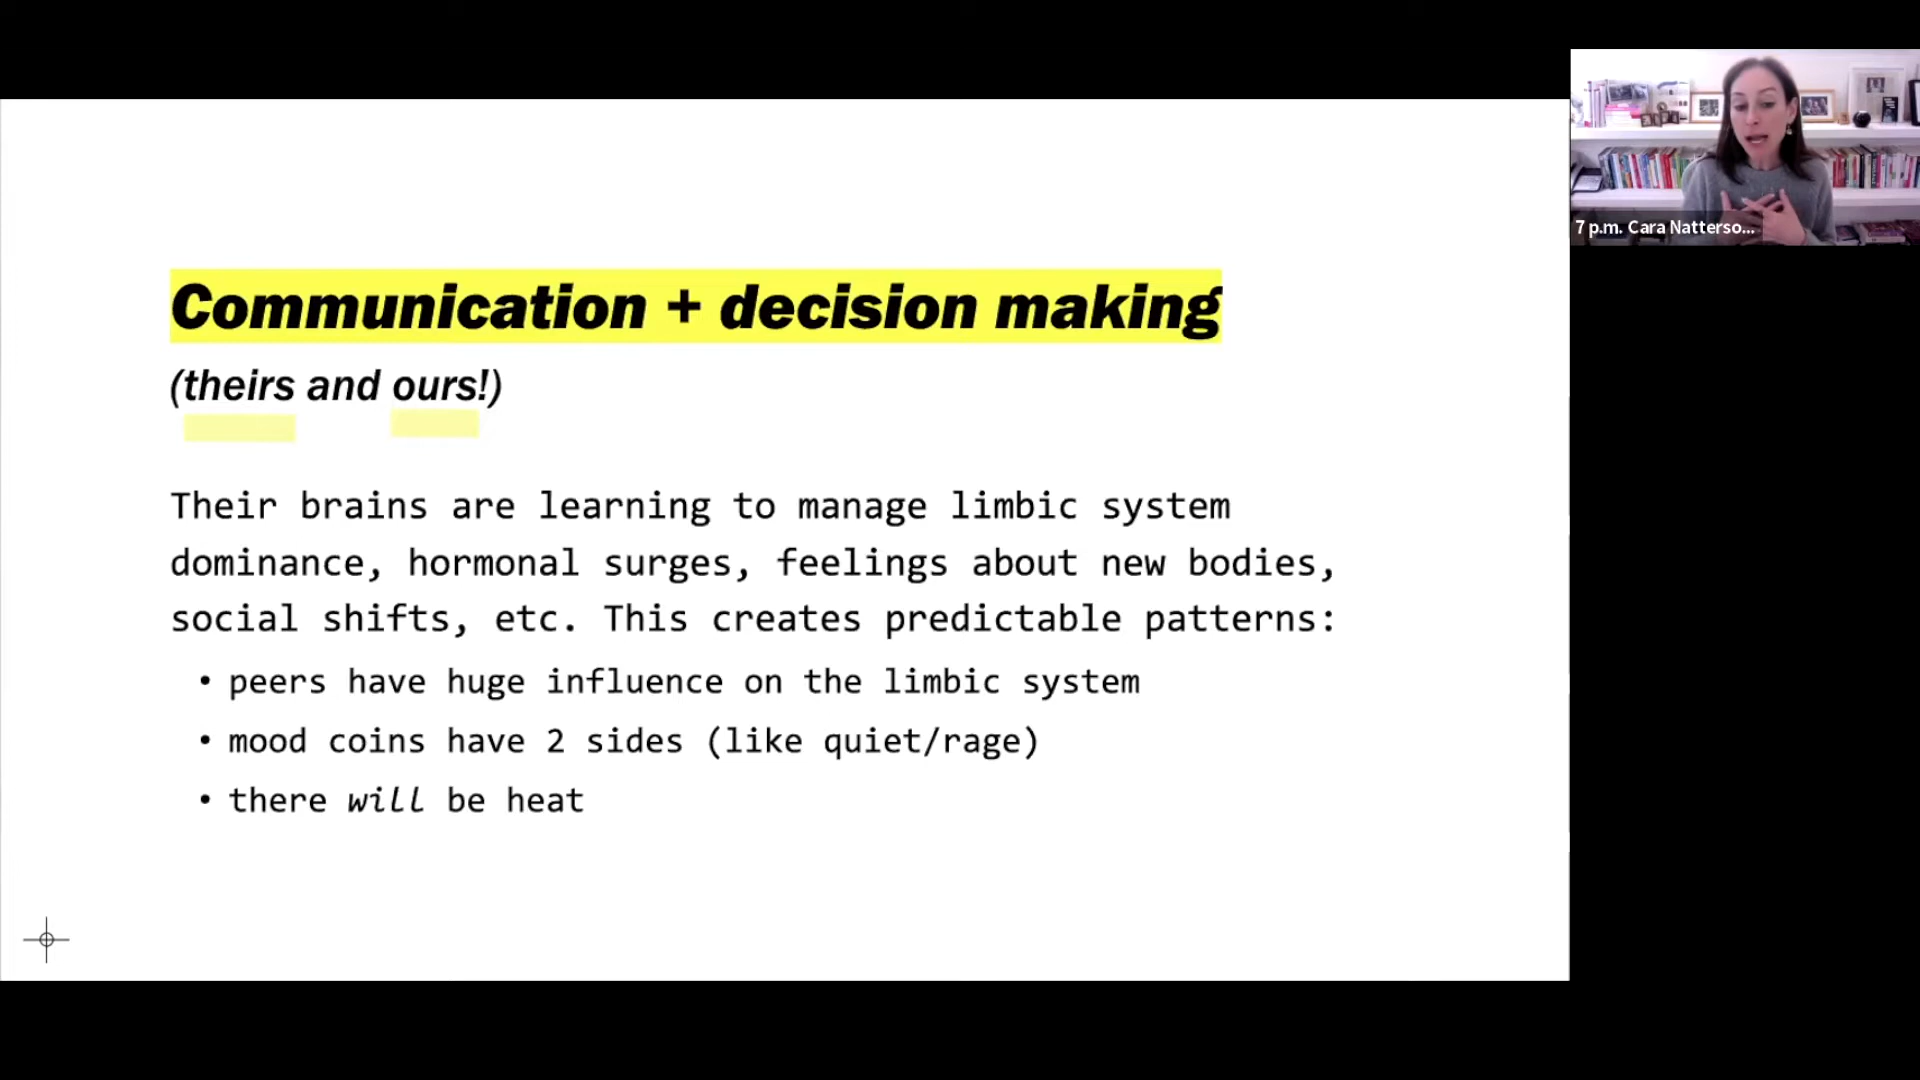 Communication + decision making
(theirs and ours!)
Their brains are learning to manage limbic system
dominance, hormonal surges, feelings about new bodies,
social shifts, etc. This creates predictable patterns:
• peers have huge influence on the limbic system
• mood coins have 2 sides (like quiet/rage)
• there will be heat
7 p.m. Cara Natterso...